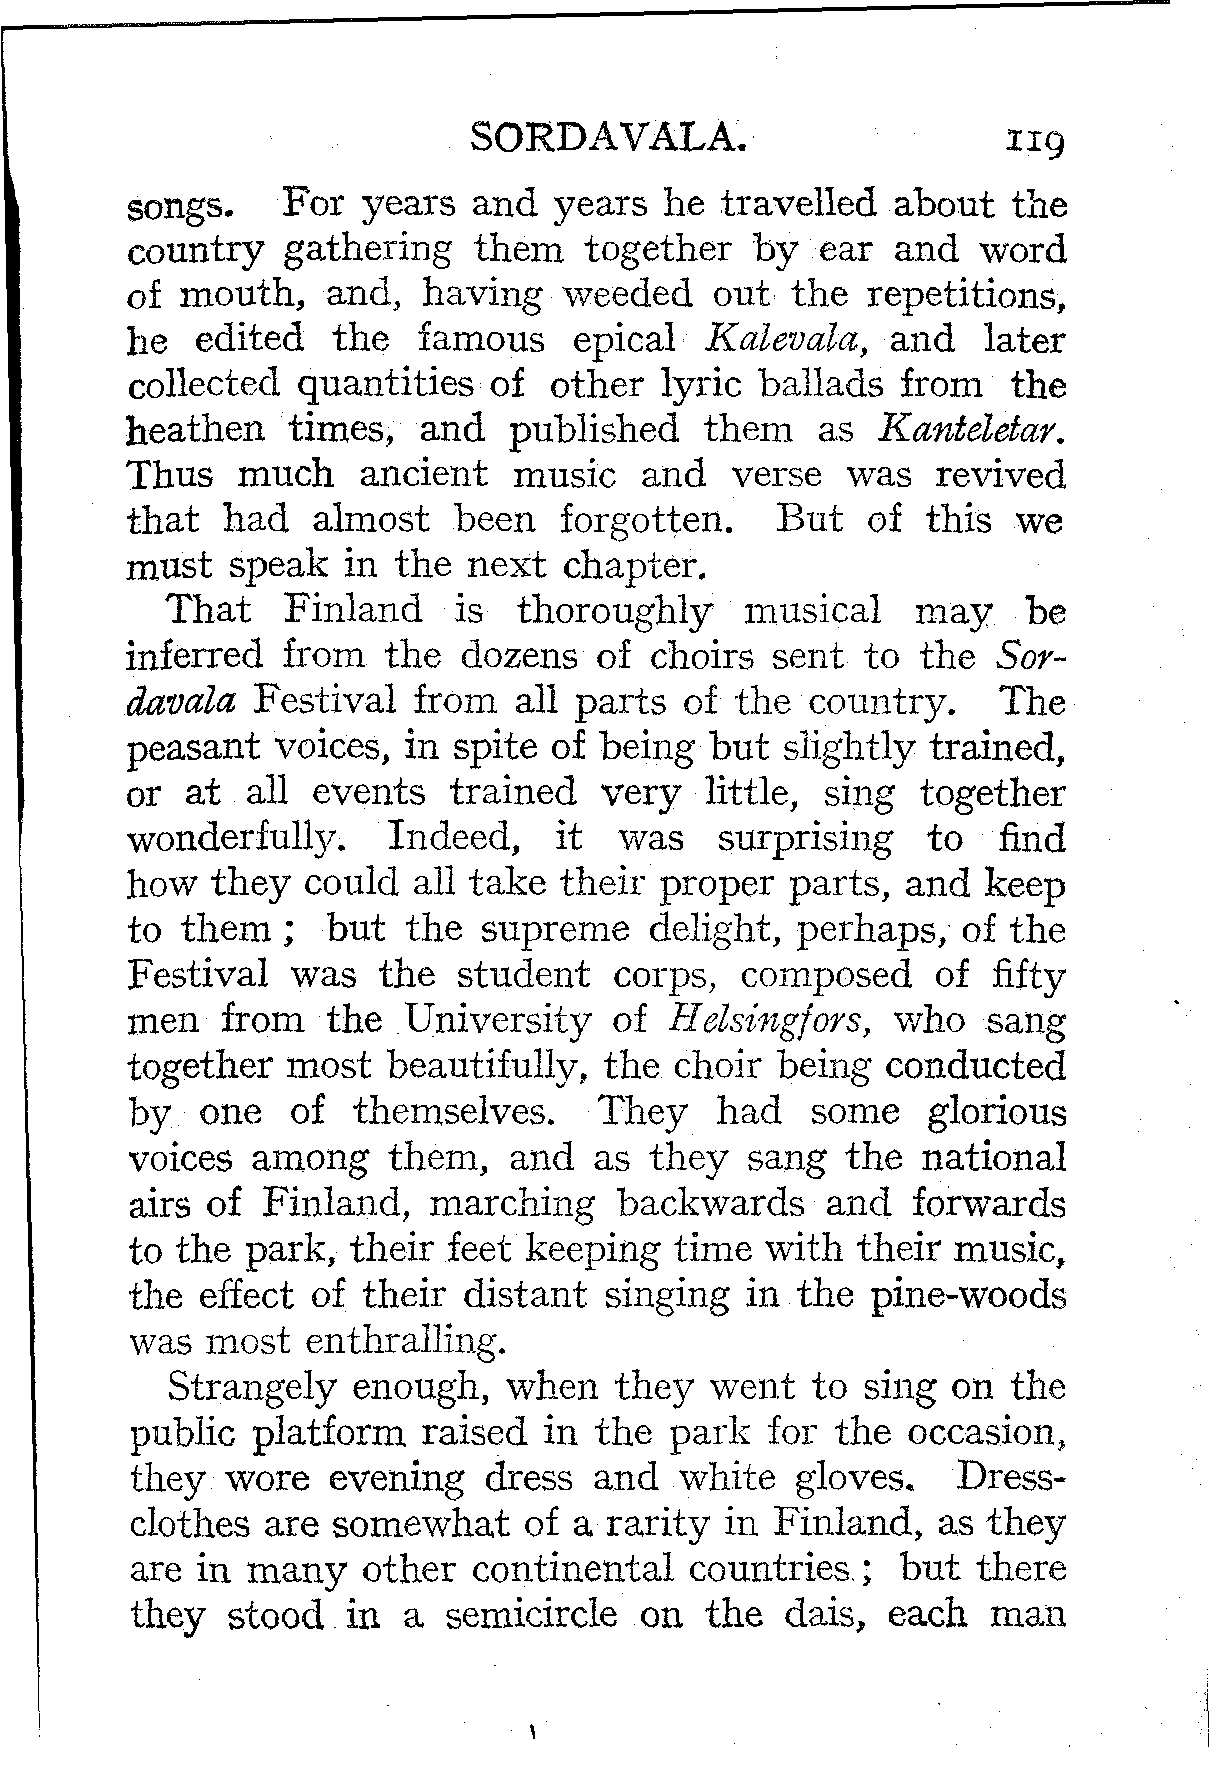 SORDAVALA. 119
songs. For years and years he travelled about the
country gathering them together by ear and word
of mouth, and, having weeded out the repetitions,
he edited the famous epical Kalevala, and later
collected quantities of other lyric ballads from the
heathen times, and published them as Kanteletar.
Thus much ancient music and verse was revived
that had almost been forgotten. But of this we
must speak in the next chapter.
That Finland is thoroughly musical may be
inferred from the dozens of choirs sent to the Sor-
davala Festival from all parts of the country. The
peasant voices, in spite of being but slightly trained,
or at all events trained very little, sing together
wonderfully. Indeed, it was surprising to find
how they could all take their proper parts, and keep
to them ; but the supreme delight, perhaps, of the
Festival was the student corps, composed of fifty
men from the University of Helsingfors, who sang
together most beautifully, the choir being conducted
by one of themselves. They had some glorious
voices among them, and as they sang the national
airs of Finland, marching backwards and forwards
to the park, their feet keeping time with their music,
the effect of their distant singing in the pine-woods
was most enthralling.
Strangely enough, when they went to sing on the
public platform raised in the park for the occasion,
they wore evening dress and white gloves. Dress-
clothes are somewhat of a rarity in Finland, as they
are in many other continental countries ; but there
they stood in a semicircle on the dais, each man